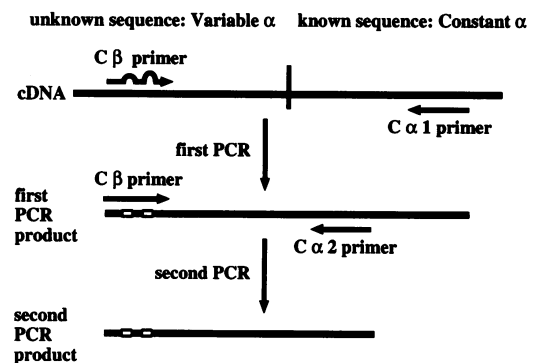 unknown sequence: Variable α known sequence: Constant α
C β primer
cDNA
C α 1 primer
first PCR
C β primer
first
PCR
product
C α 2 primer
second PCR
second
PCR
product